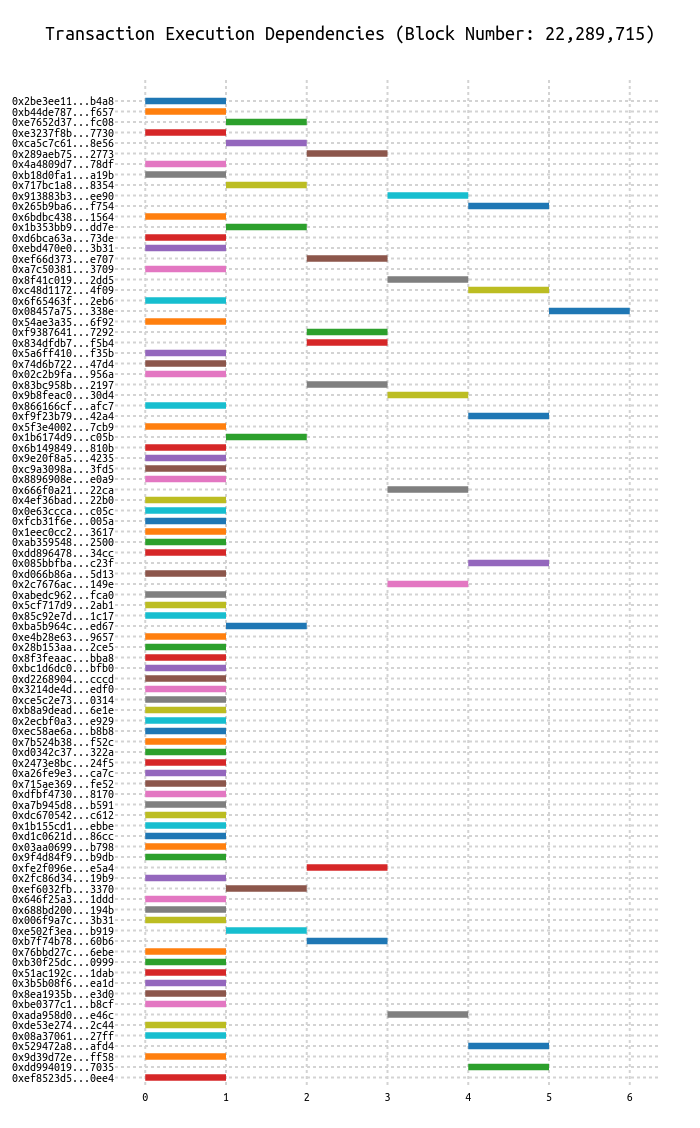 Transaction Execution Dependencies (Block Number: 22,289,715)
0x2be3ee11...b4a8
0xb44de787...f657
0xe7652d37...fc08
0xe3237f8b...7730
0xca5c7c61...8e56
0x289aeb75...2773
0x4a4809d7...78df
0xb18d0fa1...a19b
0x717bc1a8...8354
0x913883b3...ee90
0x265b9ba6...f754
0x6bdbc438...1564
0x1b353bb9...dd7e
0xd6bca63a...73de
0xebd470e0...3b31
0xef66d373...e707
0xa7c50381...3709
0x8f41c019...2dd5
0xc48d1172...4f09
0x6f65463f...2eb6
0x08457a75...338e
0x54ae3a35...6f92
0xf9387641...7292
0x834dfdb7...f5b4
0x5a6ff410...f35b
0x74d6b722...47d4
0x02c2b9fa...956a
0x83bc958b...2197
0x9b8feac0...30d4
0x866166cf...afc7
0xf9f23b79...42a4
0x5f3e4002...7cb9
0x1b6174d9...c05b
0x6b149849...810b
0x9e20f8a5...4235
0xc9a3098a...3fd5
0x8896908e...e0a9
0x666f0a21...22ca
0x4ef36bad...22b0
0x0e63ccca...c05c
0xfcb31f6e...005a
0x1eec0cc2...3617
0xab359548...2500
0xdd896478...34cc
0x085bbfba...c23f
0xd066b86a...5d13
0x2c7676ac...149e
0xabedc962...fca0
0x5cf717d9...2ab1
0x85c92e7d...1c17
0xba5b964c...ed67
0xe4b28e63...9657
0x28b153aa...2ce5
0x8f3feaac...bba8
0xbc1d6dc0...bfb0
0xd2268904...cccd
0x3214de4d...edf0
0xce5c2e73...0314
0xb8a9dead...6e1e
0x2ecbf0a3...e929
0xec58ae6a...b8b8
0x7b524b38...f52c
0xd0342c37...322a
0x2473e8bc...24f5
0xa26fe9e3...ca7c
0x715ae369...fe52
0xdfbf4730...8170
0xa7b945d8...b591
0xdc670542...c612
0x1b155cd1...ebbe
0xd1c0621d...86cc
0x03aa0699...b798
0x9f4d84f9...b9db
0xfe2f096e...e5a4
0x2fc86d34...19b9
0xef6032fb...3370
0x646f25a3...1ddd
0x688bd200...194b
0x006f9a7c...3b31
0xe502f3ea...b919
0xb7f74b78...60b6
0x76bbd27c...6ebe
0xb30f25dc...0999
0x51ac192c...1dab
0x3b5b08f6...ea1d
0x8ea1935b...e3d0
0xbe0377c1...b8cf
0xada958d0...e46c
0xde53e274...2c44
0x08a37061...27ff
0x529472a8...afd4
0x9d39d72e...ff58
0xdd994019...7035
0xef8523d5...0ee4
0 1 2 3 4 5 6